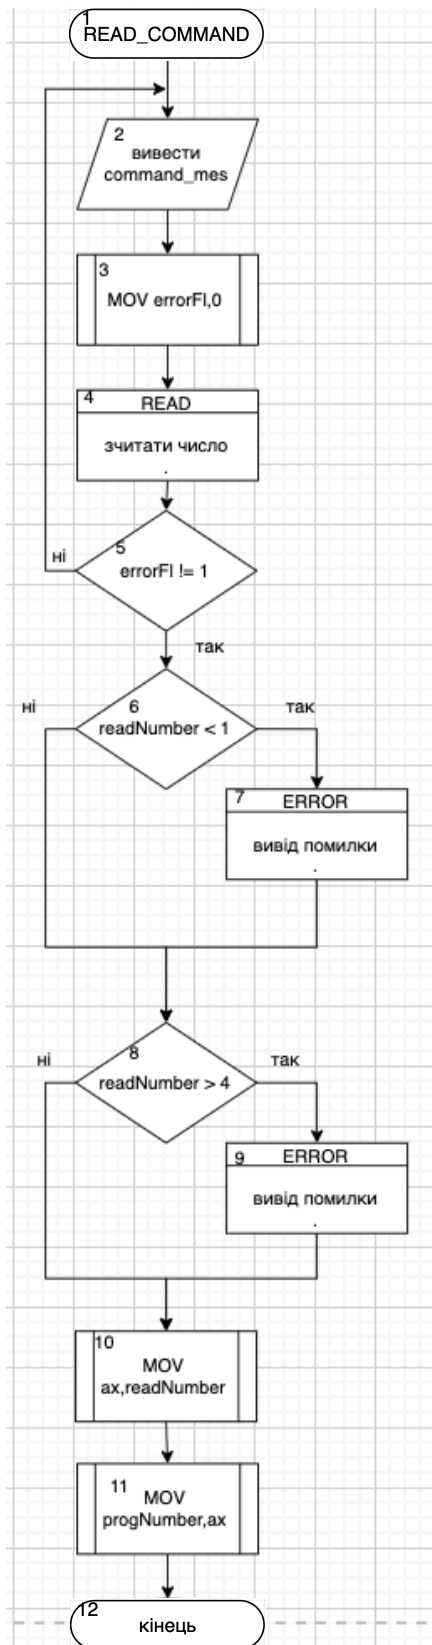 1
READ_COMMAND
2
вивести
command_mes
3
MOV errorFl,0
4
READ
зчитати число
.
5
ні
errorFl != 1
так
6
ні
так
readNumber < 1
7
ERROR
вивід помилки
.
8
ні
так
readNumber > 4
9
ERROR
вивід помилки
.
10
MOV
ax,readNumber
11
MOV
progNumber,ax
12
кінець